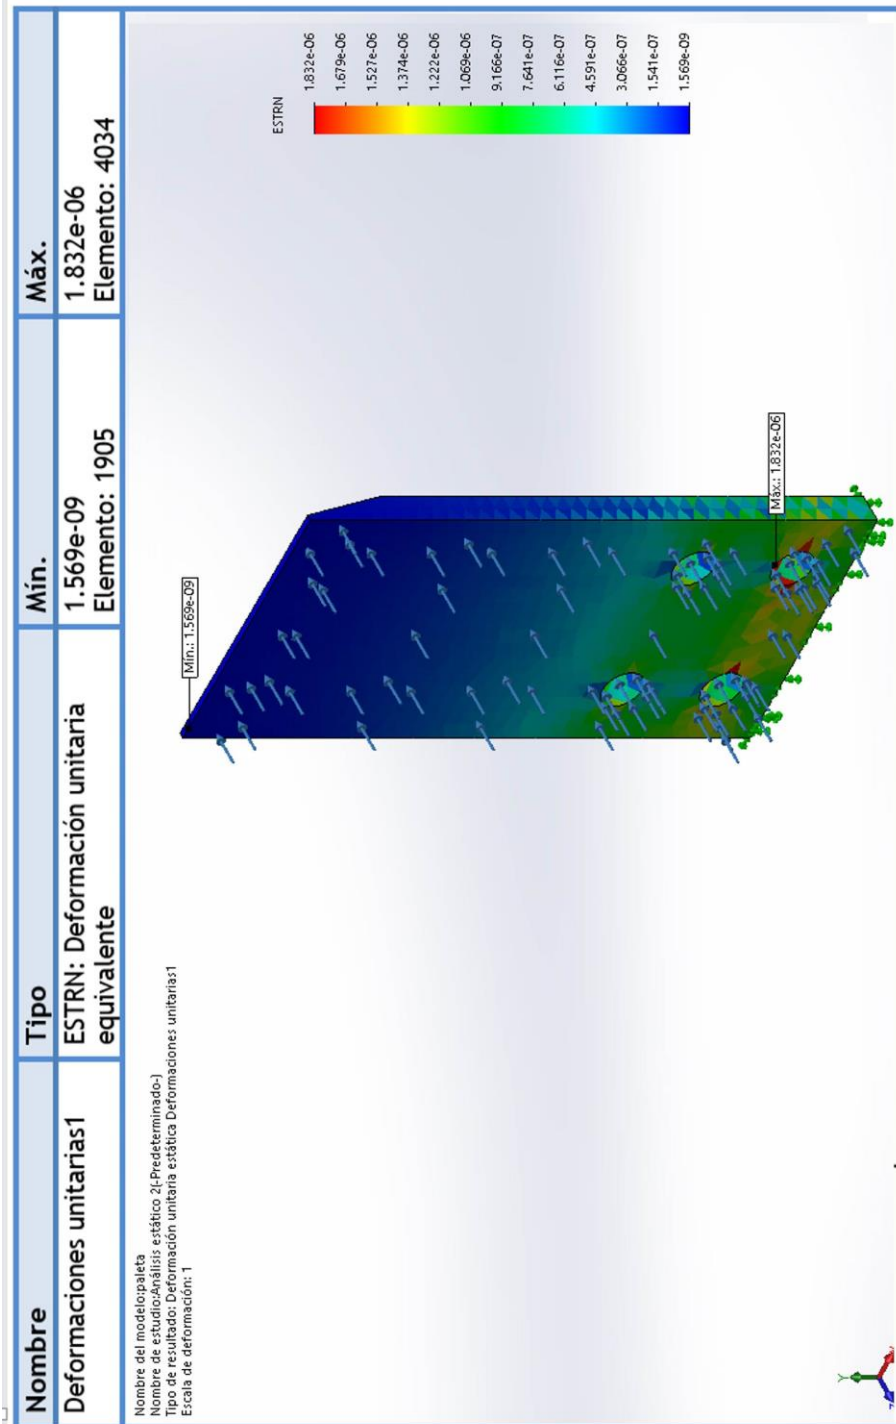 Nombre
Tipo
Mín.
Máx.
Deformaciones unitarias1
ESTRN: Deformación unitaria
equivalente
1.569e-09
Elemento: 1905
1.832e-06
Elemento: 4034
Nombre del modelo:paleta
Nombre de estudio:Análisis estático 2(-Predeterminado-)
Tipo de resultado: Deformación unitaria estática Deformaciones unitarias1
Escala de deformación: 1
Mín.: 1.569e-09
Máx.: 1.832e-06
ESTRN
1.832e-06
1.679e-06
1.527e-06
1.374e-06
1.222e-06
1.069e-06
9.166e-07
7.641e-07
6.116e-07
4.591e-07
3.066e-07
1.541e-07
1.569e-09
Y